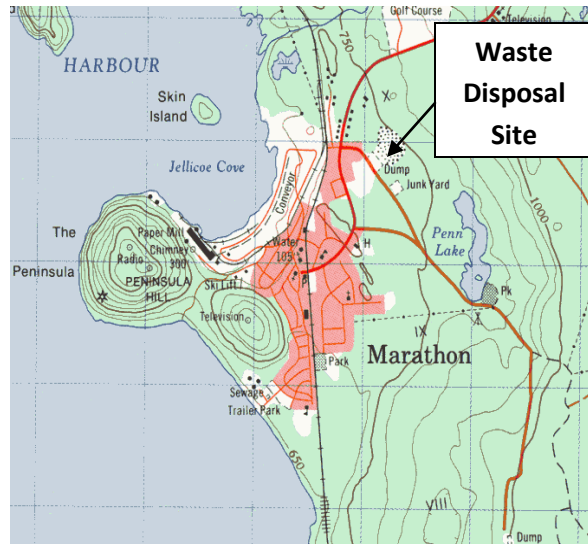 Golf Course
Television
750
HARBOUR
Waste
Disposal
Site
X
Skin
Island
Jellicoe Cove
Dump
Junk Yard
1000
Conveyor
The
Peninsula
Paper Mill
Chimney
300
Water
105
H
Penn
Lake
Radio
PENINSULA
HILL
Ski Lift
P
Pk
Television
IX
Marathon
Park
Sewage
Trailer Park
650
VIII
Dump